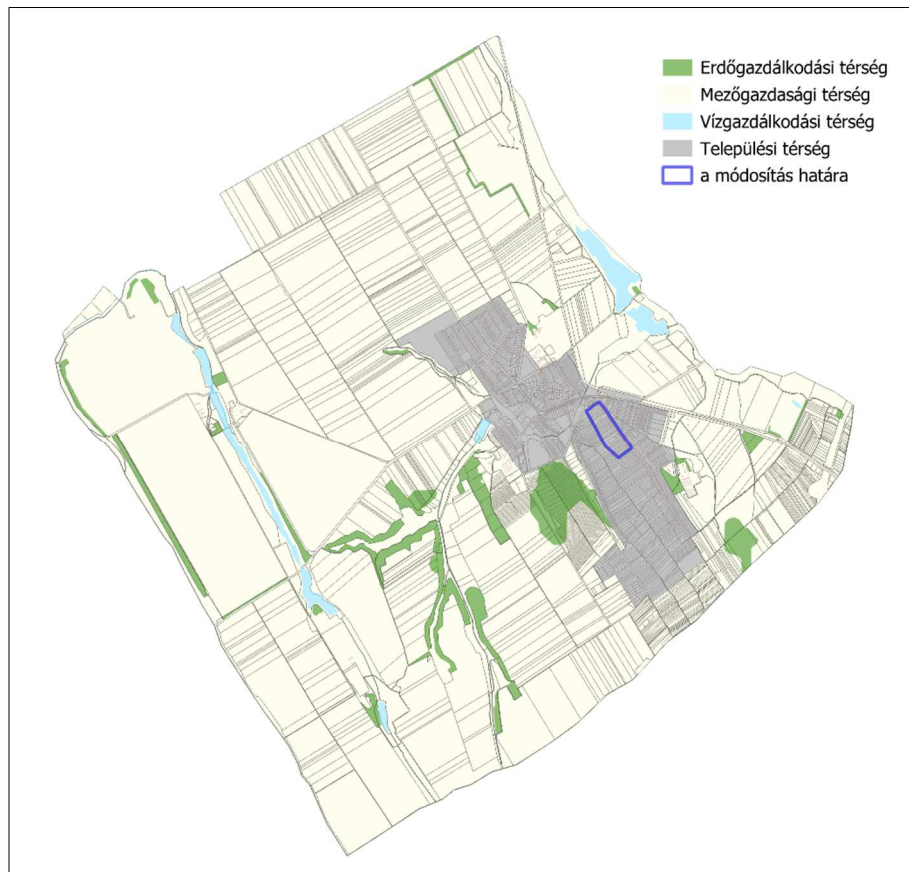 Erdőgazdálkodási térség
Mezőgazdasági térség
Vízgazdálkodási térség
Települési térség
a módosítás határa